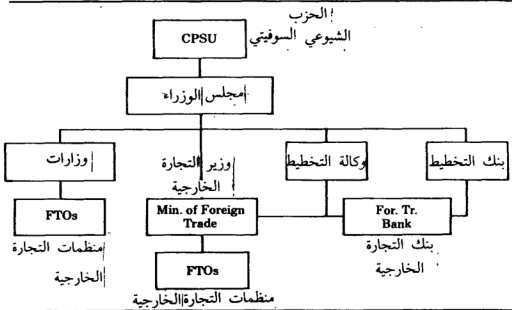 الحزب
الشيوعي السوفيتي
CPSU
مجلس الوزراء
وزارات
وزير التجارة
الخارجية
وكالة التخطيط
بنك التخطيط
FTOs
منظمات التجارة
الخارجية
Min. of Foreign
Trade
For. Tr.
Bank
بنك التجارة
الخارجية
FTOs
منظمات التجارة الخارجية